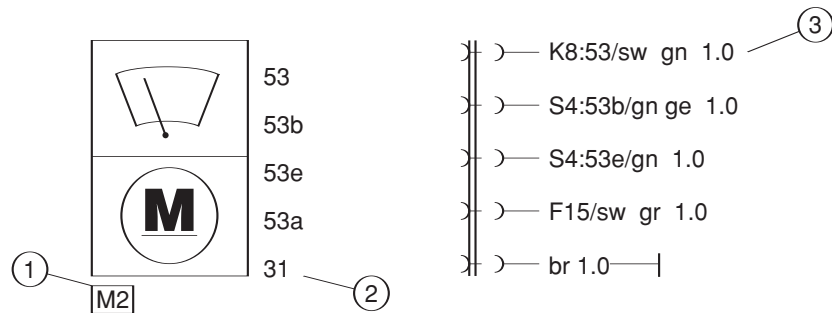 3
53
K8:53/sw gn 1.0
53b
S4:53b/gn ge 1.0
53e
S4:53e/gn 1.0
M
53a
F15/sw gr 1.0
1
31
2
br 1.0
M2